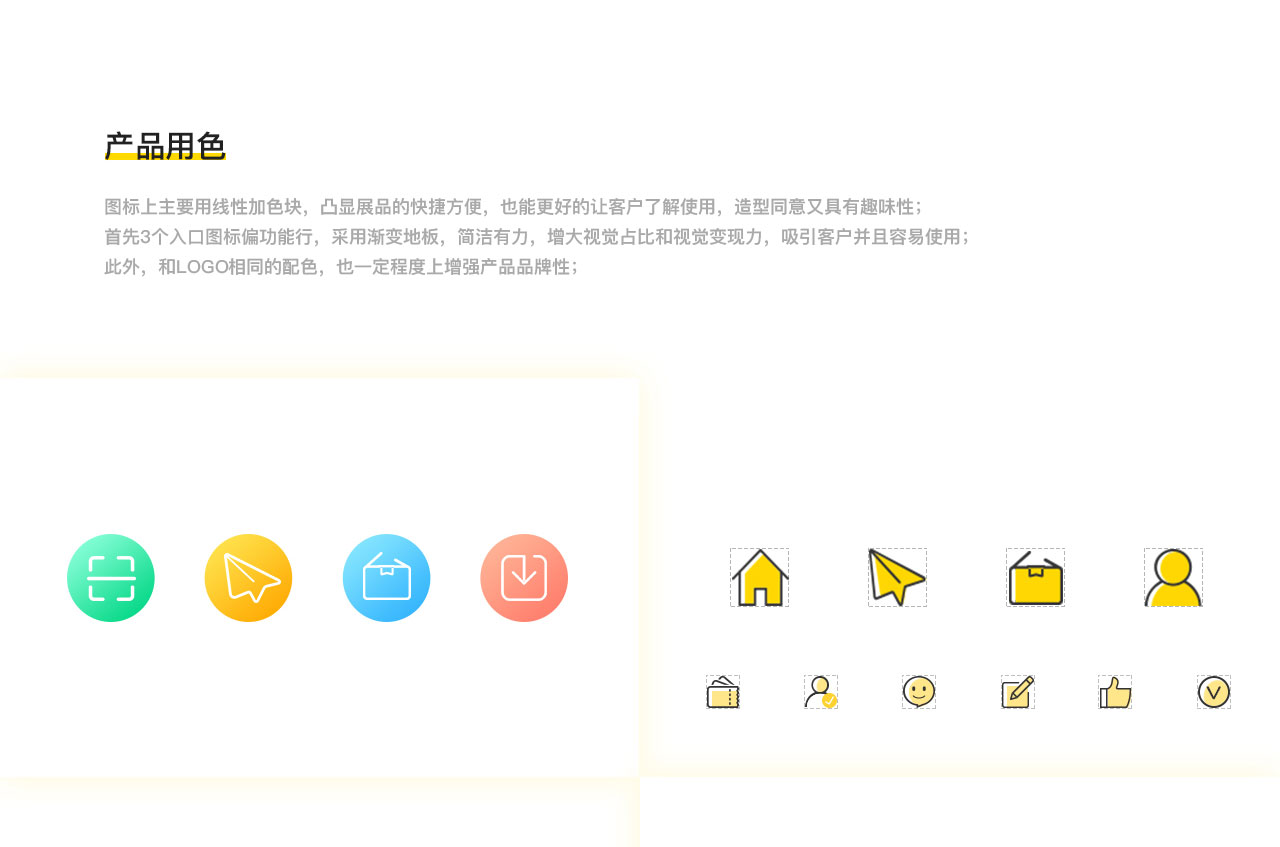 产品用色
图标上主要用线性加色块，凸显展品的快捷方便，也能更好的让客户了解使用，造型同意又具有趣味性；
首先3个入口图标偏功能行，采用渐变地板，简洁有力，增大视觉占比和视觉变现力，吸引客户并且容易使用；
此外，和LOGO相同的配色，也一定程度上增强产品品牌性；